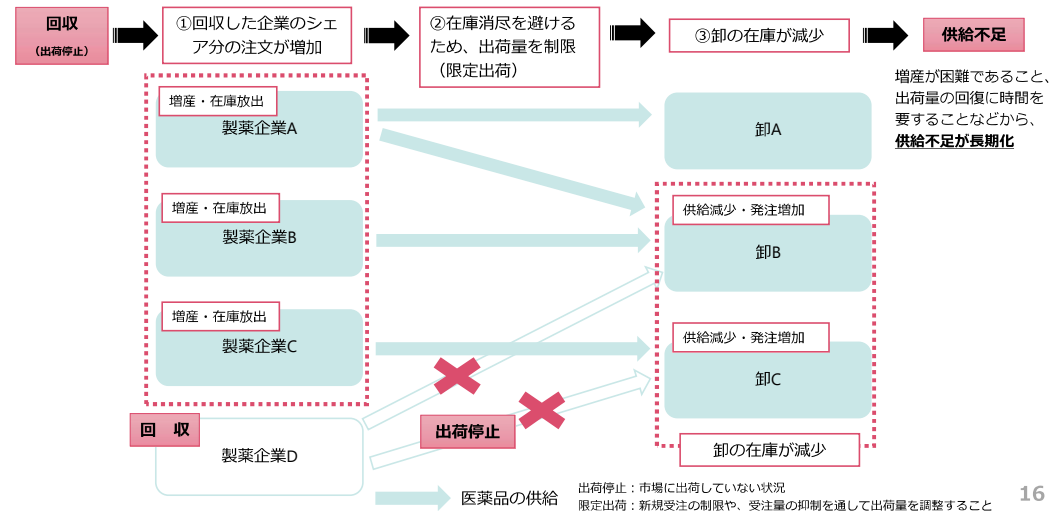 回収
（出荷停止）
①回収した企業のシェ
ア分の注文が増加
②在庫消尽を避ける
ため、出荷量を制限
（限定出荷）
③卸の在庫が減少
供給不足
増産が困難であること、
出荷量の回復に時間を
要することなどから、
供給不足が長期化
増産・在庫放出
製薬企業A
卸A
増産・在庫放出
製薬企業B
供給減少・発注増加
卸B
増産・在庫放出
製薬企業C
供給減少・発注増加
卸C
回　収
製薬企業D
出荷停止
卸の在庫が減少
医薬品の供給
出荷停止：市場に出荷していない状況
限定出荷：新規受注の制限や、受注量の抑制を通して出荷量を調整すること
16